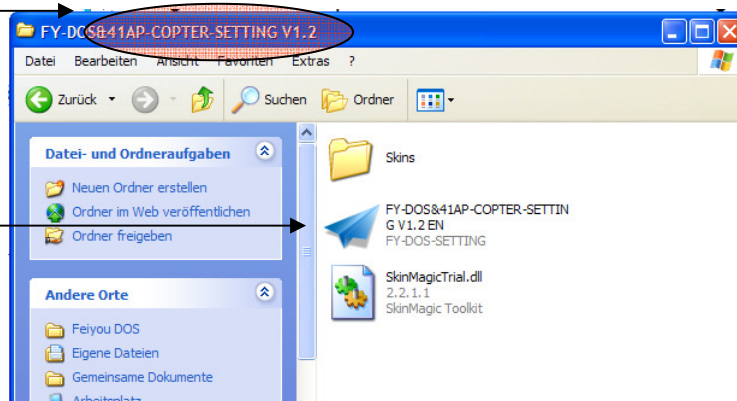 FY-DOS&41AP-COPTER-SETTING V1.2
Datei Bearbeiten Ansicht Favoriten Extras ?
Zurück Suchen Ordner
Datei- und Ordneraufgaben
Neuen Ordner erstellen
Ordner im Web veröffentlichen
Ordner freigeben
Andere Orte
Feiyou DOS
Eigene Dateien
Gemeinsame Dokumente
Arbeitsplatz
Skins
FY-DOS&41AP-COPTER-SETTIN
G V1.2 EN
FY-DOS-SETTING
SkinMagicTrial.dll
2.2.1.1
SkinMagic Toolkit